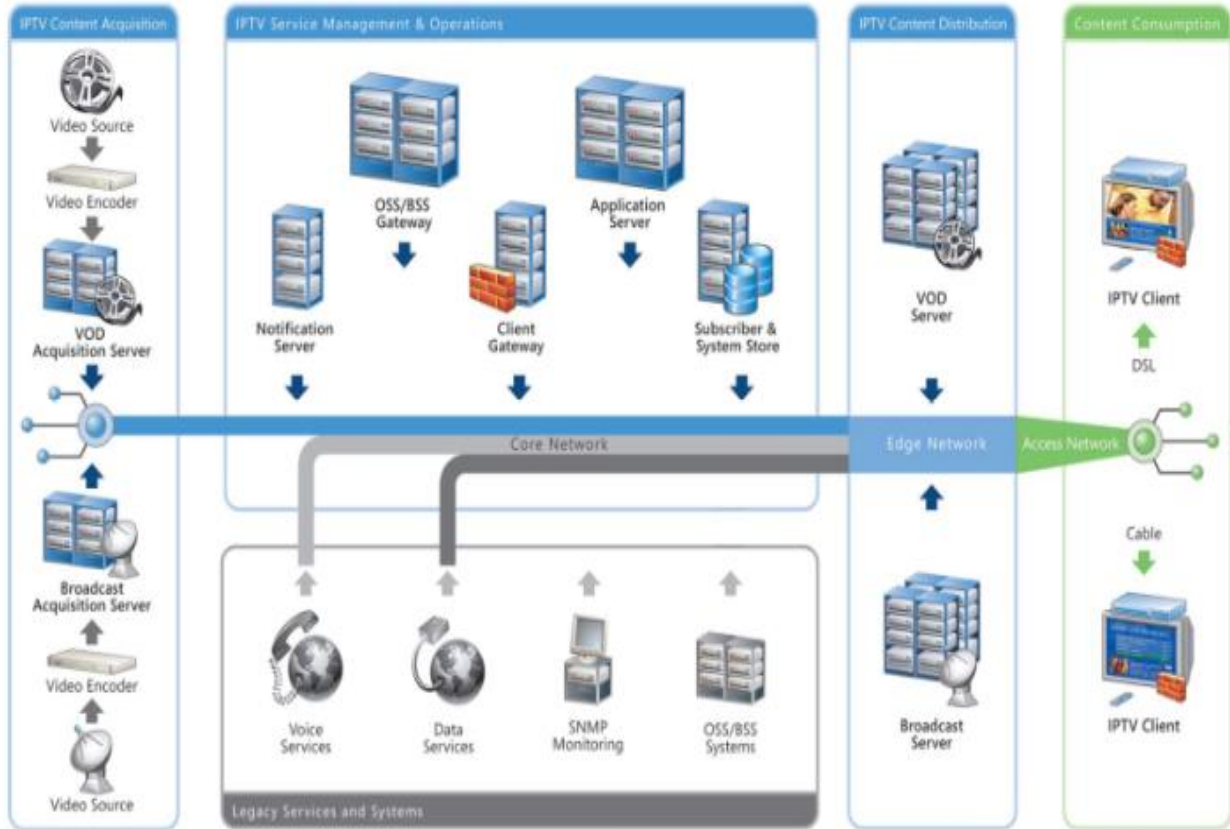 IPTV Content Acquisition
Video Source
Video Encoder
VOD
Acquisition Server
Broadcast
Acquisition Server
Video Encoder
Video Source
IPTV Service Management & Operations
OSS/BSS
Gateway
Application
Server
Notification
Server
Client
Gateway
Subscriber &
System Store
Core Network
Voice
Services
Data
Services
SNMP
Monitoring
OSS/BSS
Systems
Legacy Services and Systems
IPTV Content Distribution
VOD
Server
Edge Network
Broadcast
Server
Content Consumption
IPTV Client
DSL
Access Network
Cable
IPTV Client